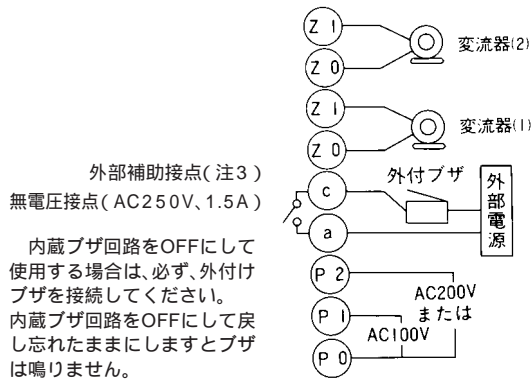 外部補助接点(注3)
無電圧接点(AC250V、1.5A)
内蔵ブザ回路をOFFにして
使用する場合は、必ず、外付け
ブザを接続してください。
内蔵ブザ回路をOFFにして戻
し忘れたままにしますとブザ
は鳴りません。
Z1
Z0
変流器(2)
Z1
Z0
変流器(1)
c
a
外付ブザ
外部電源
P2
P1
P0
AC200V
または
AC100V